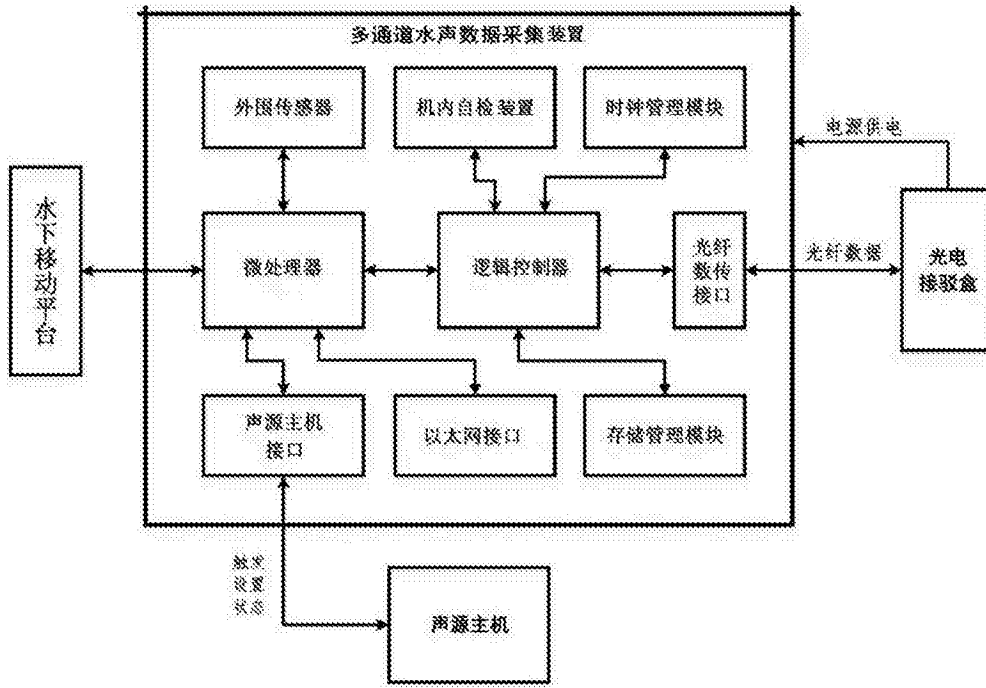 多通道水声数据采集装置
外围传感器
机内自检装置
时钟管理模块
电源供电
水下移动平台
微处理器
逻辑控制器
光纤
数传
接口
光纤数据
光电
接驳盒
声源主机
接口
以太网接口
存储管理模块
触发
设置
状态
声源主机